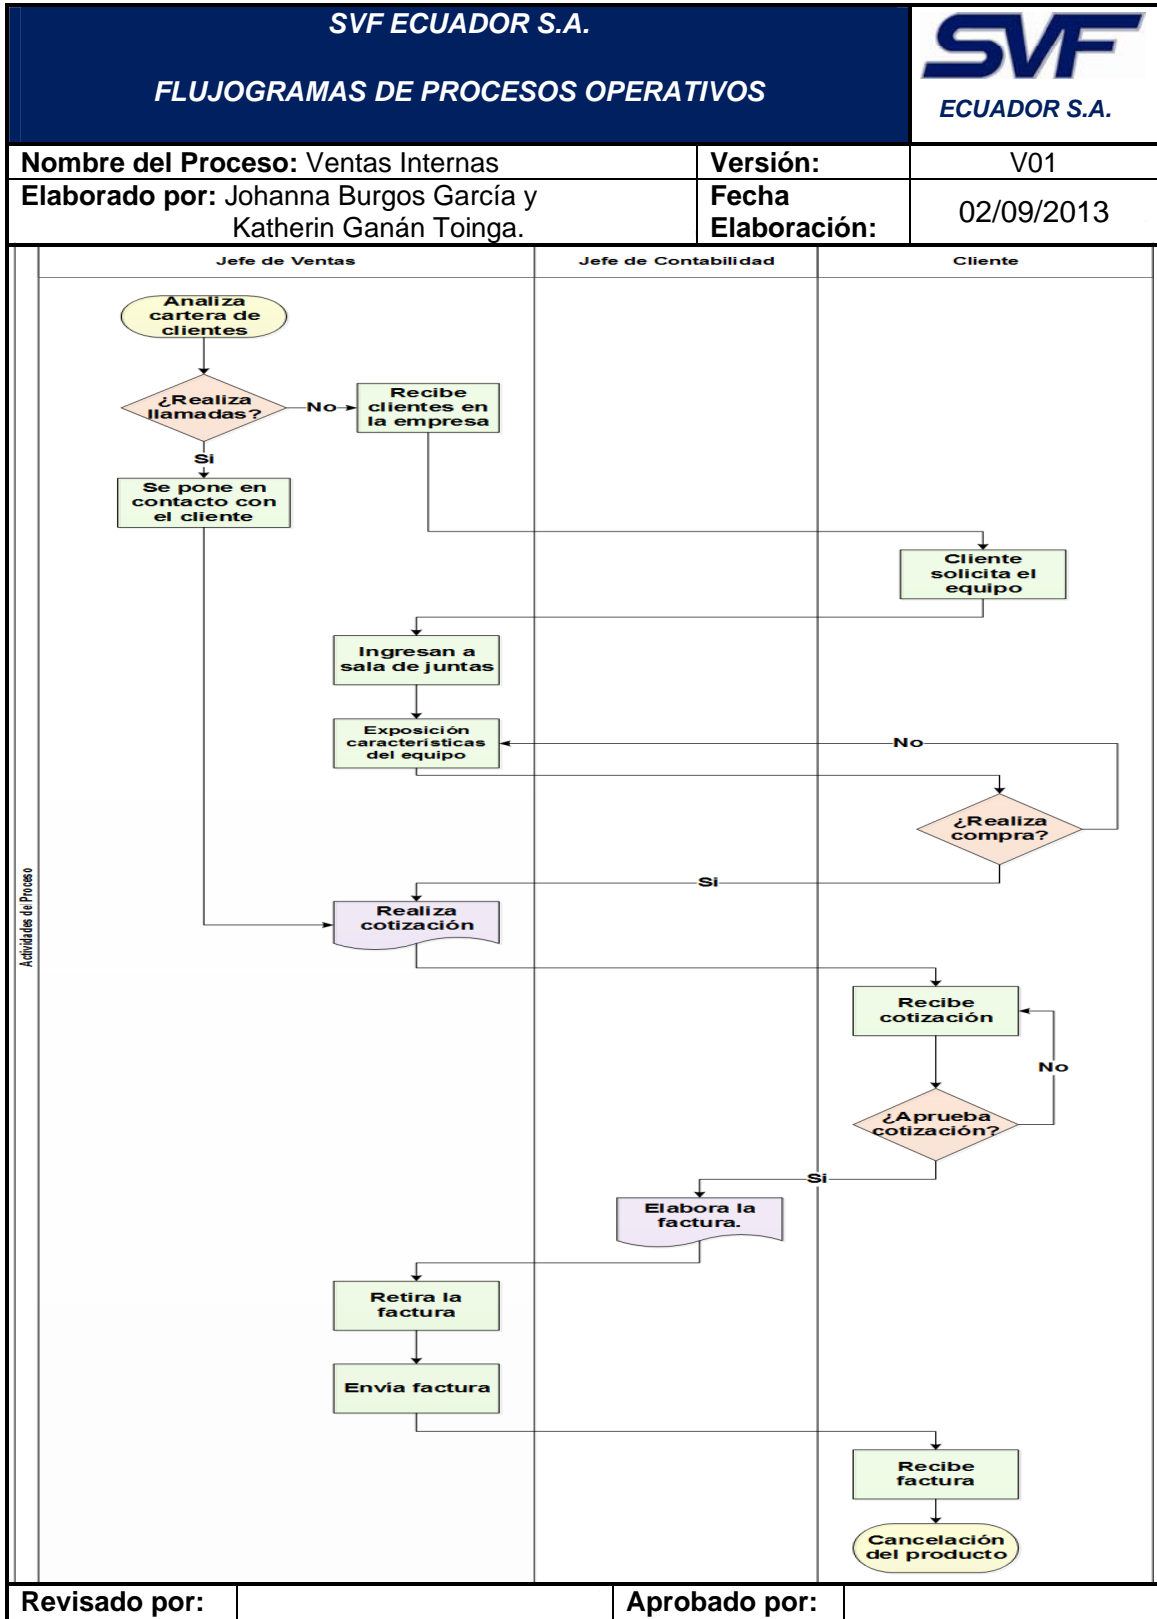 SVF ECUADOR S.A.
FLUJOGRAMAS DE PROCESOS OPERATIVOS
SVF
ECUADOR S.A.
Nombre del Proceso: Ventas Internas
Versión:
V01
Elaborado por: Johanna Burgos García y
Katherin Ganán Toinga.
Fecha
Elaboración:
02/09/2013
Jefe de Ventas
Jefe de Contabilidad
Cliente
Actividades de Proceso
Analiza
cartera de
clientes
¿Realiza
llamadas?
No
Recibe
clientes en
la empresa
Si
Se pone en
contacto con
el cliente
Cliente
solicita el
equipo
Ingresan a
sala de juntas
Exposición
características
del equipo
No
¿Realiza
compra?
Si
Realiza
cotización
Recibe
cotización
No
¿Aprueba
cotización?
Si
Elabora la
factura.
Retira la
factura
Envía factura
Recibe
factura
Cancelación
del producto
Revisado por:
Aprobado por: